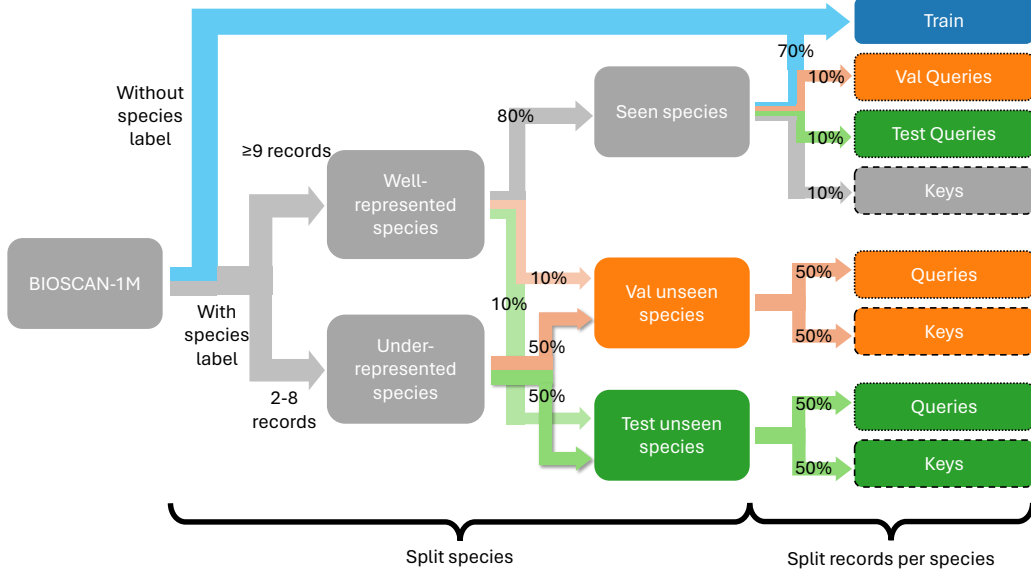 Train
70%
Without
species
label
10%
Val Queries
80%
Seen species
10%
Test Queries
≥9 records
Well-
represented
species
10%
Keys
BIOSCAN-1M
10%
Val unseen
species
50%
Queries
With
species
label
10%
50%
50%
Keys
Under-
represented
species
2-8
records
50%
Test unseen
species
50%
Queries
50%
Keys
Split species
Split records per species